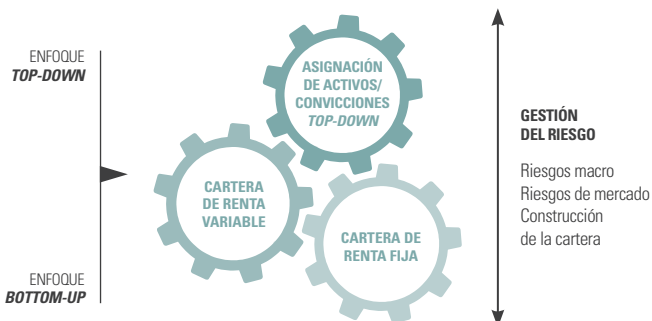 ENFOQUE
TOP-DOWN
ASIGNACIÓN
DE ACTIVOS/
CONVICCIONES
TOP-DOWN
GESTIÓN
DEL RIESGO
Riesgos macro
Riesgos de mercado
Construcción
de la cartera
CARTERA
DE RENTA
VARIABLE
CARTERA DE
RENTA FIJA
ENFOQUE
BOTTOM-UP